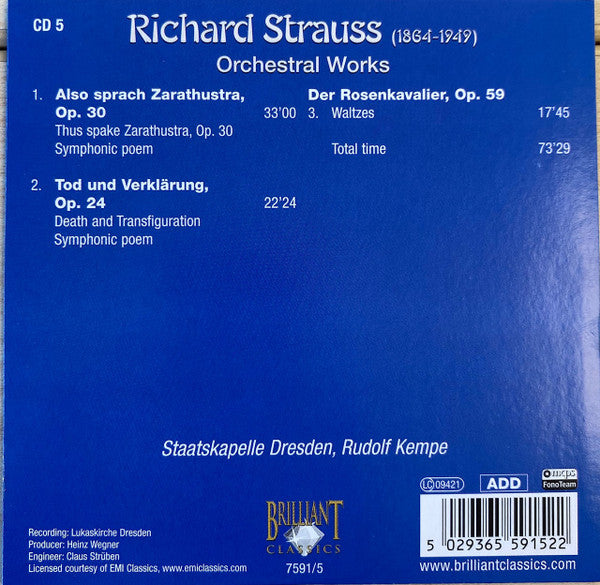 CD 5
Richard Strauss (1864-1949)
Orchestral Works
1. Also sprach Zarathustra,
Op. 30 33'00
Thus spake Zarathustra, Op. 30
Symphonic poem
2. Tod und Verklärung,
Op. 24 22'24
Death and Transfiguration
Symphonic poem
Der Rosenkavalier, Op. 59
3. Waltzes 17'45
Total time 73'29
Staatskapelle Dresden, Rudolf Kempe
Recording: Lukaskirche Dresden
Producer: Heinz Wegner
Engineer: Claus Strüben
Licensed courtesy of EMI Classics, www.emiclassics.com
BRILLIANT
CLASSICS
7591/5
LC 09421
ADD
mcps
FonoTeam
5 029365 591522
www.brilliantclassics.com